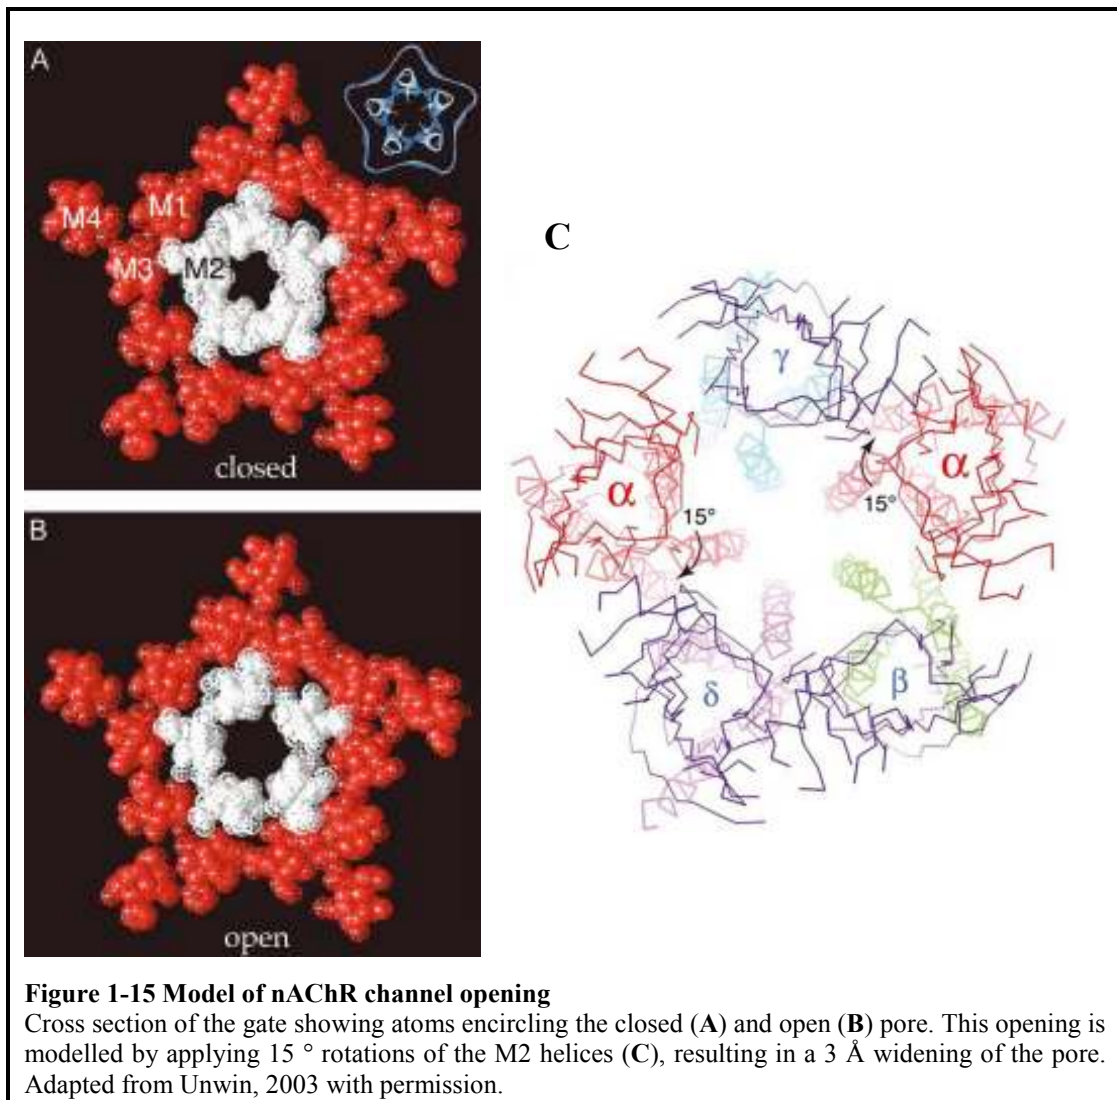 A
M4
M1
M3
M2
closed
B
open
C
γ
α
α
15°
15°
δ
β
Figure 1-15 Model of nAChR channel opening
Cross section of the gate showing atoms encircling the closed (A) and open (B) pore. This opening is
modelled by applying 15 ° rotations of the M2 helices (C), resulting in a 3 Å widening of the pore.
Adapted from Unwin, 2003 with permission.